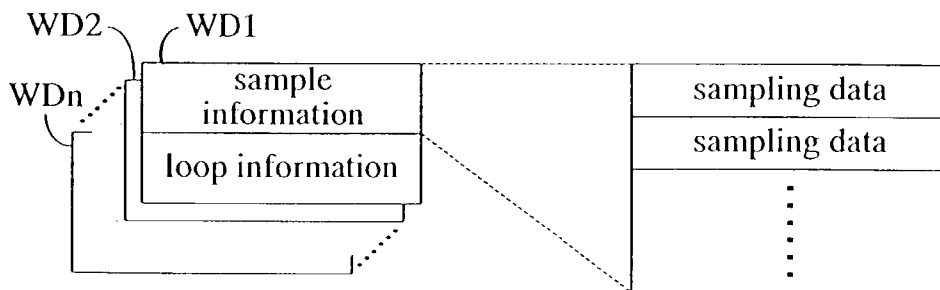 WD2
WD1
WDn
sample
information
loop information
sampling data
sampling data